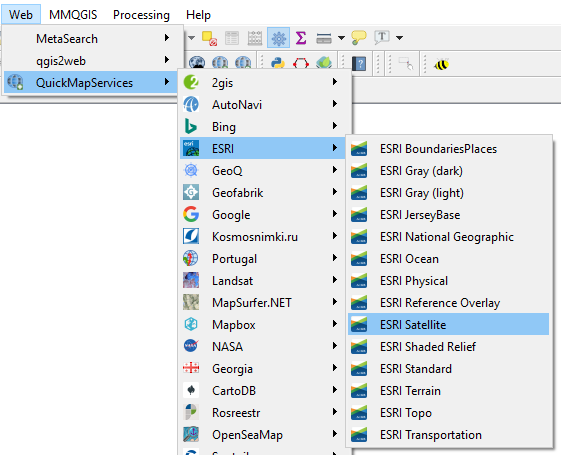 Web MMQGIS Processing Help
MetaSearch
qgis2web
QuickMapServices
2gis
AutoNavi
Bing
ESRI
GeoQ
Geofabrik
Google
Kosmosnimki.ru
Portugal
Landsat
MapSurfer.NET
Mapbox
NASA
Georgia
CartoDB
Rosreestr
OpenSeaMap
ESRI BoundariesPlaces
ESRI Gray (dark)
ESRI Gray (light)
ESRI JerseyBase
ESRI National Geographic
ESRI Ocean
ESRI Physical
ESRI Reference Overlay
ESRI Satellite
ESRI Shaded Relief
ESRI Standard
ESRI Terrain
ESRI Topo
ESRI Transportation